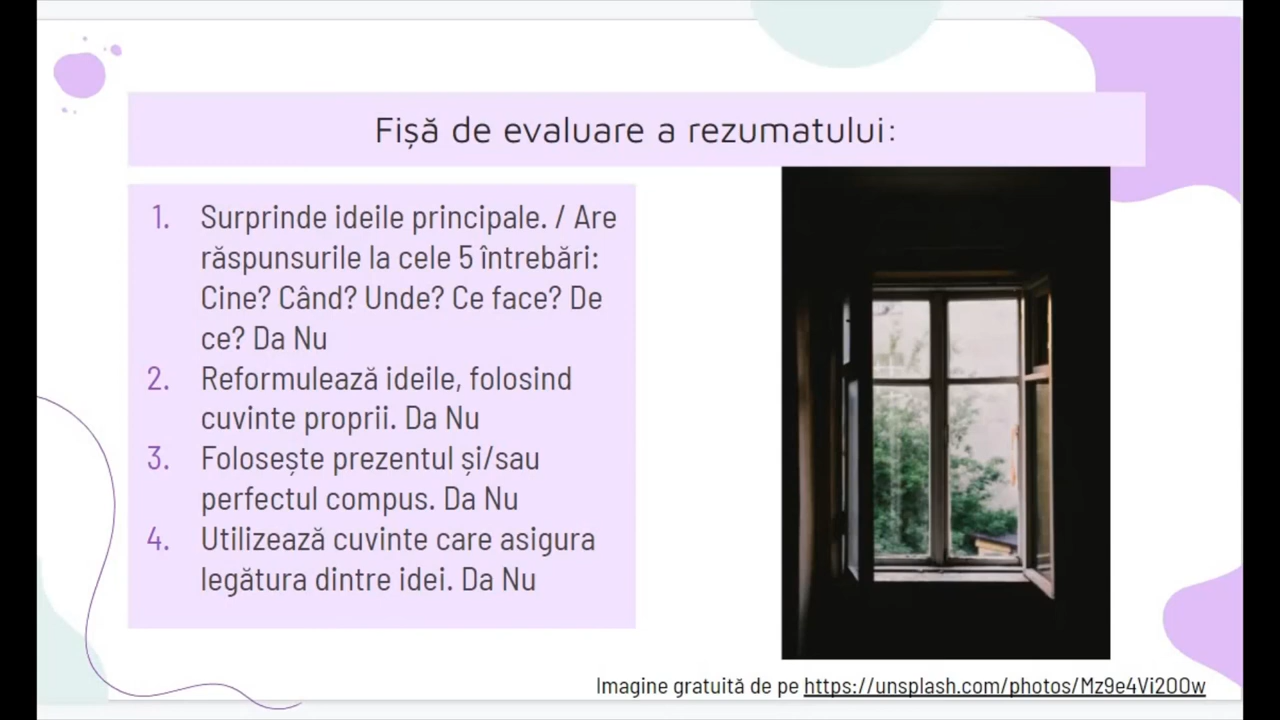 Fișă de evaluare a rezumatului:
1. Surprinde ideile principale. / Are
răspunsurile la cele 5 întrebări:
Cine? Când? Unde? Ce face? De
ce? Da Nu
2. Reformulează ideile, folosind
cuvinte proprii. Da Nu
3. Folosește prezentul și/sau
perfectul compus. Da Nu
4. Utilizează cuvinte care asigura
legătura dintre idei. Da Nu
Imagine gratuită de pe https://unsplash.com/photos/Mz9e4Vi2O0w